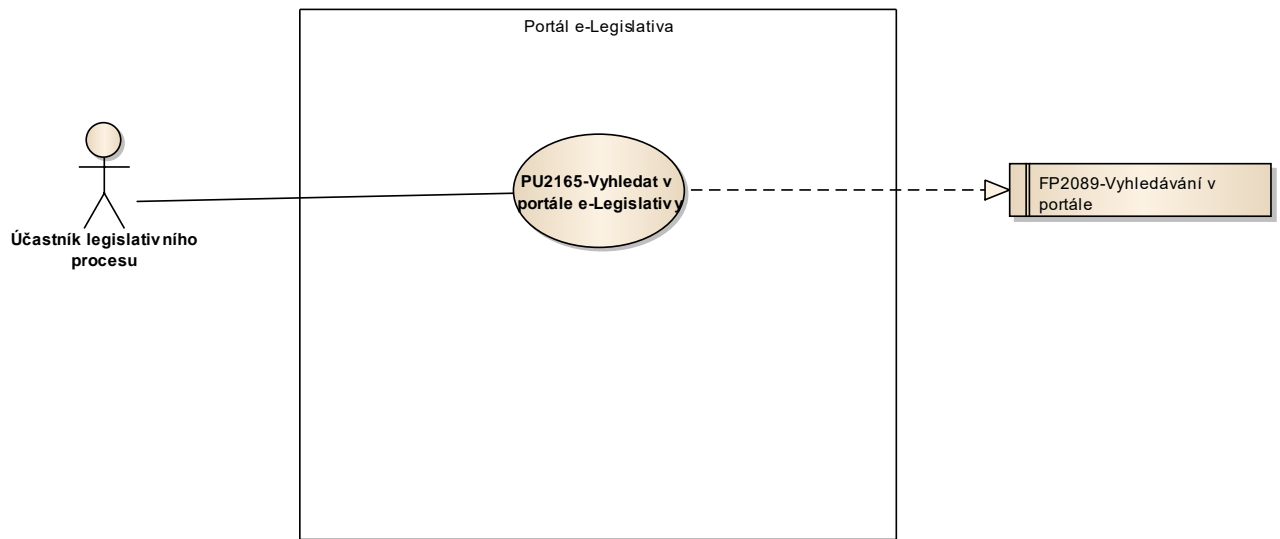 Portál e-Legislativa
PU2165-Vyhledat v
portále e-Legislativy
FP2089-Vyhledávání v
portále
Účastník legislativního
procesu